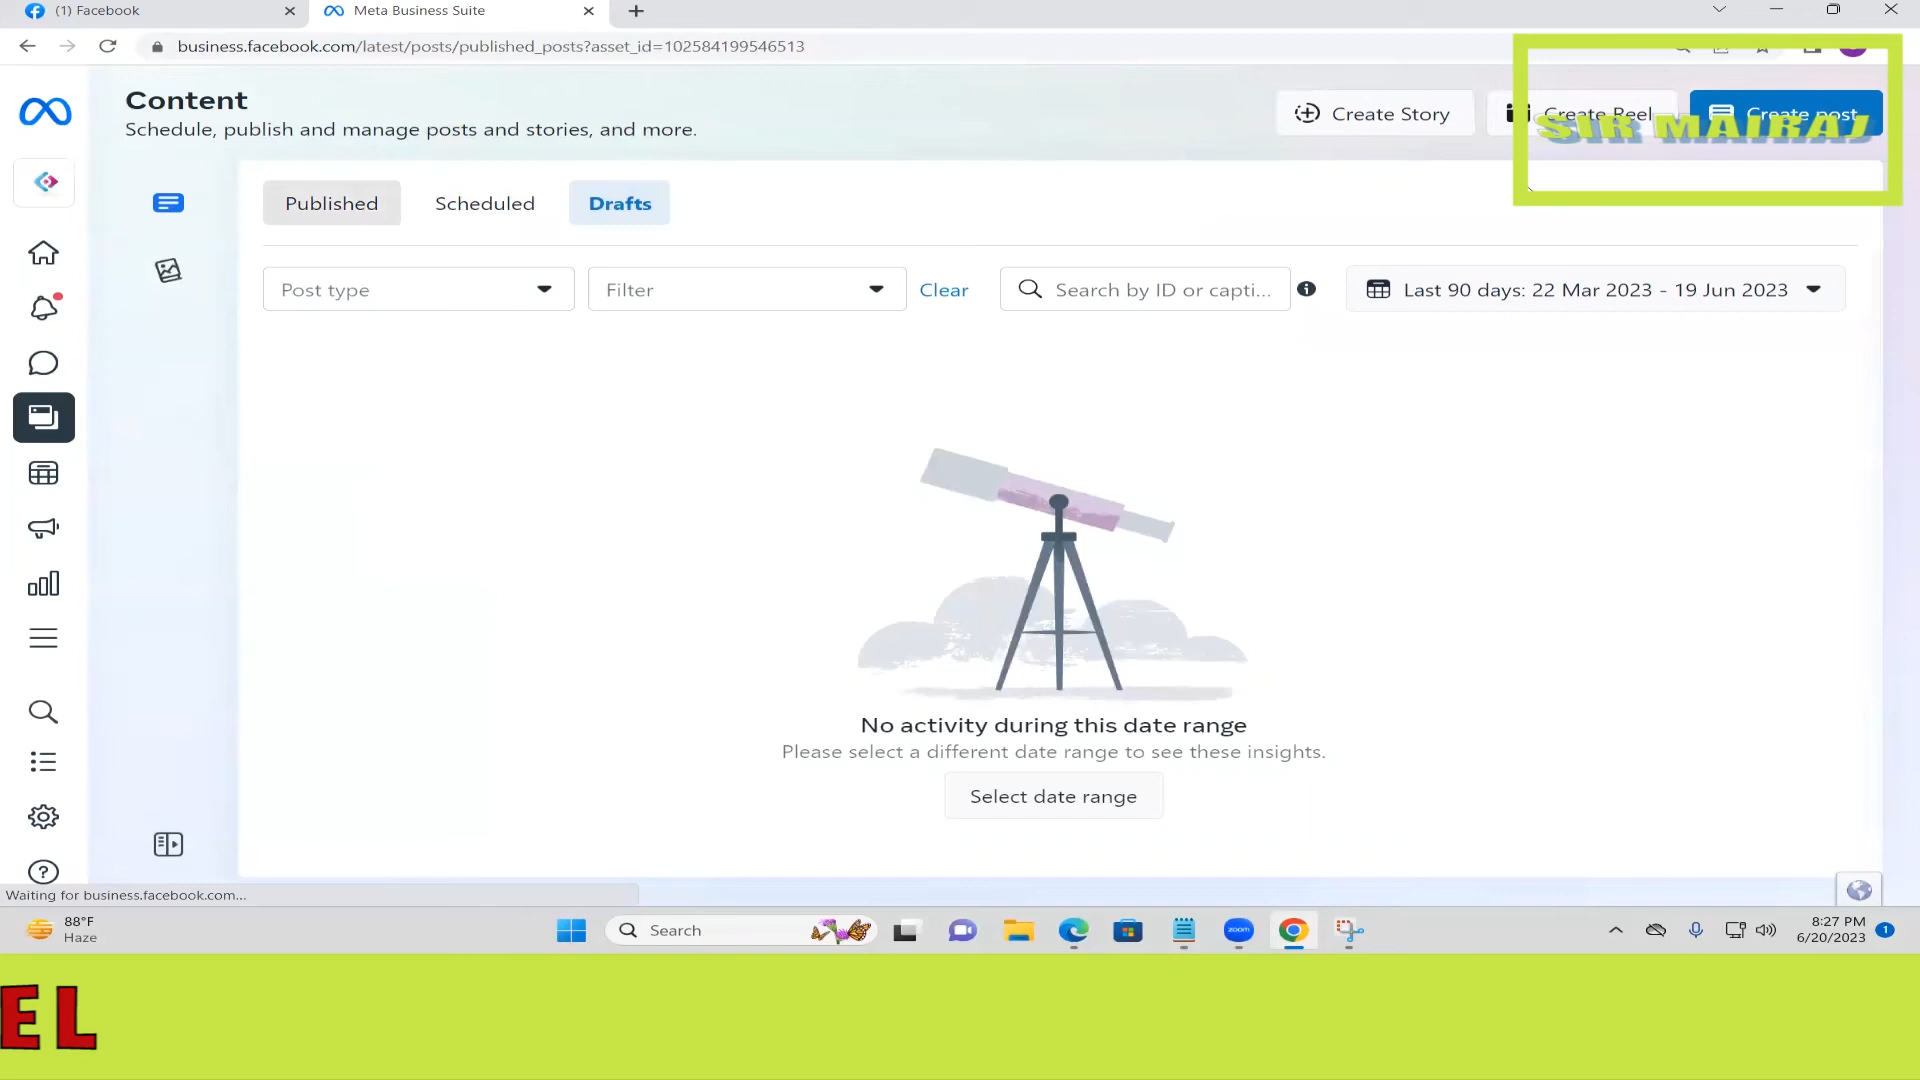 (1) Facebook
Meta Business Suite
business.facebook.com/latest/posts/published_posts?asset_id=102584199546513
Content
Schedule, publish and manage posts and stories, and more.
Create Story
Create Reel
Create post
SIR MAIRAJ
Published
Scheduled
Drafts
Post type
Filter
Clear
Search by ID or capti...
Last 90 days: 22 Mar 2023 - 19 Jun 2023
No activity during this date range
Please select a different date range to see these insights.
Select date range
Waiting for business.facebook.com...
88°F
Haze
Search
zoom
8:27 PM
6/20/2023
1
EL